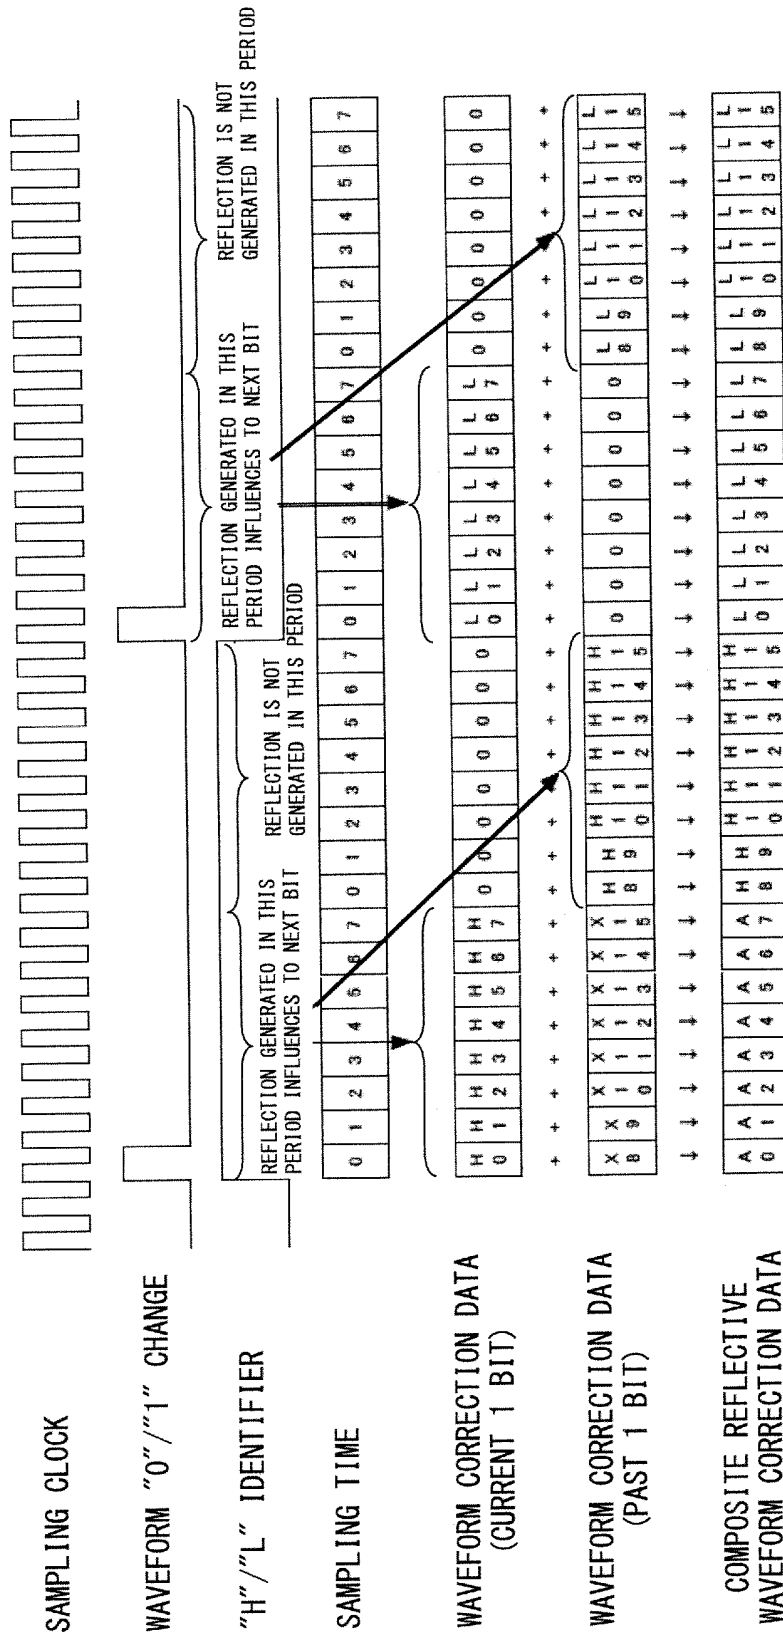 SAMPLING CLOCK
WAVEFORM "0"/"1" CHANGE
"H"/"L" IDENTIFIER
REFLECTION GENERATED IN THIS
PERIOD INFLUENCES TO NEXT BIT
REFLECTION IS NOT
GENERATED IN THIS PERIOD
REFLECTION GENERATED IN THIS
PERIOD INFLUENCES TO NEXT BIT
REFLECTION IS NOT
GENERATED IN THIS PERIOD
SAMPLING TIME
0 1 2 3 4 5 6 7 0 1 2 3 4 5 6 7 0 1 2 3 4 5 6 7 0 1 2 3 4 5 6 7
WAVEFORM CORRECTION DATA
(CURRENT 1 BIT)
H0 H1 H2 H3 H4 H5 H6 H7 0 0 0 0 0 0 0 0 L0 L1 L2 L3 L4 L5 L6 L7 0 0 0 0 0 0 0 0
+ + + + + + + + + + + + + + + + + + + + + + + + + + + + + + + +
WAVEFORM CORRECTION DATA
(PAST 1 BIT)
X8 X9 X10 X11 X12 X13 X14 X15 H8 H9 H10 H11 H12 H13 H14 H15 0 0 0 0 0 0 0 0 L8 L9 L10 L11 L12 L13 L14 L15
↓ ↓ ↓ ↓ ↓ ↓ ↓ ↓ ↓ ↓ ↓ ↓ ↓ ↓ ↓ ↓ ↓ ↓ ↓ ↓ ↓ ↓ ↓ ↓ ↓ ↓ ↓ ↓ ↓ ↓ ↓ ↓
COMPOSITE REFLECTIVE
WAVEFORM CORRECTION DATA
A0 A1 A2 A3 A4 A5 A6 A7 H8 H9 H10 H11 H12 H13 H14 H15 L0 L1 L2 L3 L4 L5 L6 L7 L8 L9 L10 L11 L12 L13 L14 L15